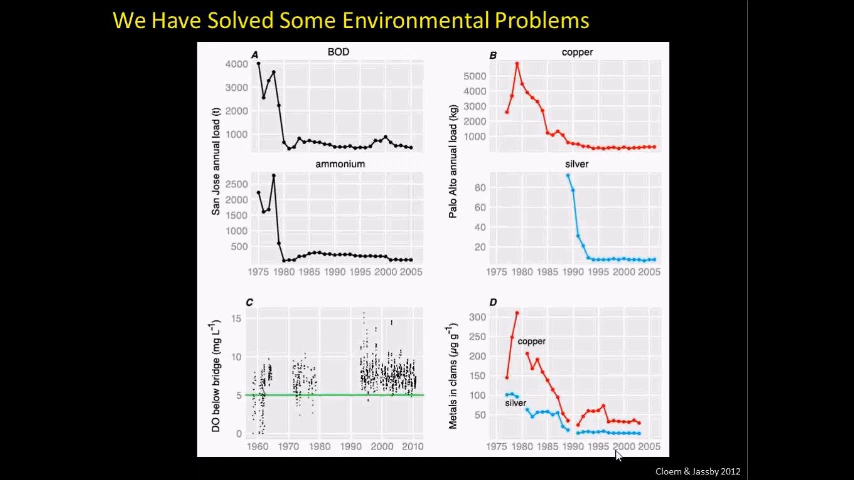 We Have Solved Some Environmental Problems
A
BOD
San Jose annual load (t)
4000
3000
2000
1000
ammonium
2500
2000
1500
1000
500
1975 1980 1985 1990 1995 2000 2005
B
copper
Palo Alto annual load (kg)
5000
4000
3000
2000
1000
silver
80
60
40
20
1975 1980 1985 1990 1995 2000 2005
C
DO below bridge (mg L⁻¹)
15
10
5
0
1960 1970 1980 1990 2000 2010
D
Metals in clams (µg g⁻¹)
300
250
200
150
100
50
copper
silver
1975 1980 1985 1990 1995 2000 2005
Cloern & Jassby 2012